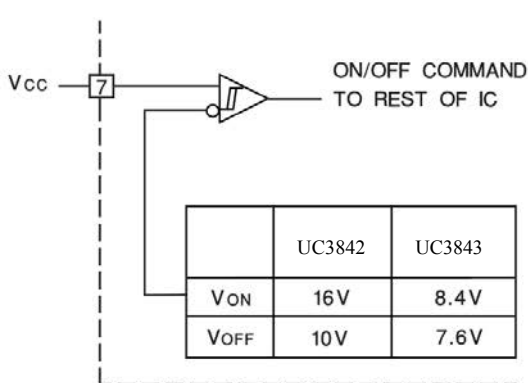 ON/OFF COMMAND
Vcc 7 TO REST OF IC
UC3842 UC3843
VON 16V 8.4V
VOFF 10V 7.6V